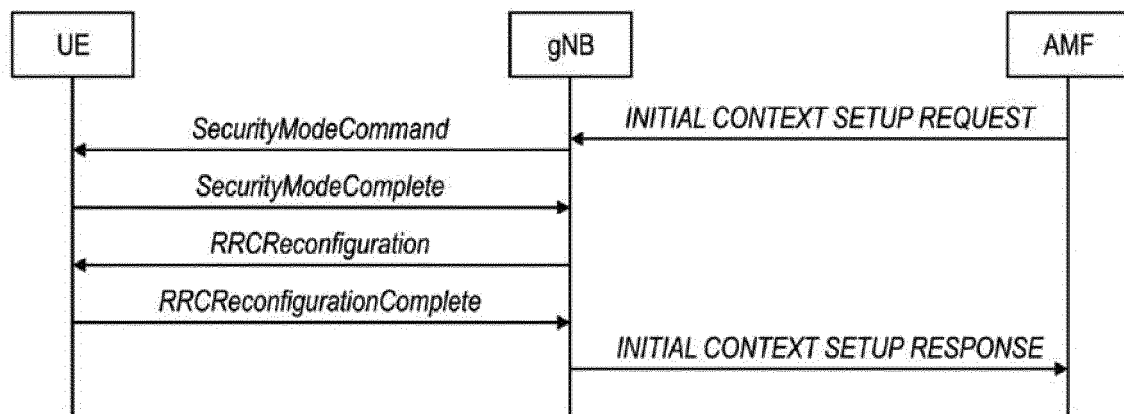 UE
gNB
AMF
INITIAL CONTEXT SETUP REQUEST
SecurityModeCommand
SecurityModeComplete
RRCReconfiguration
RRCReconfigurationComplete
INITIAL CONTEXT SETUP RESPONSE